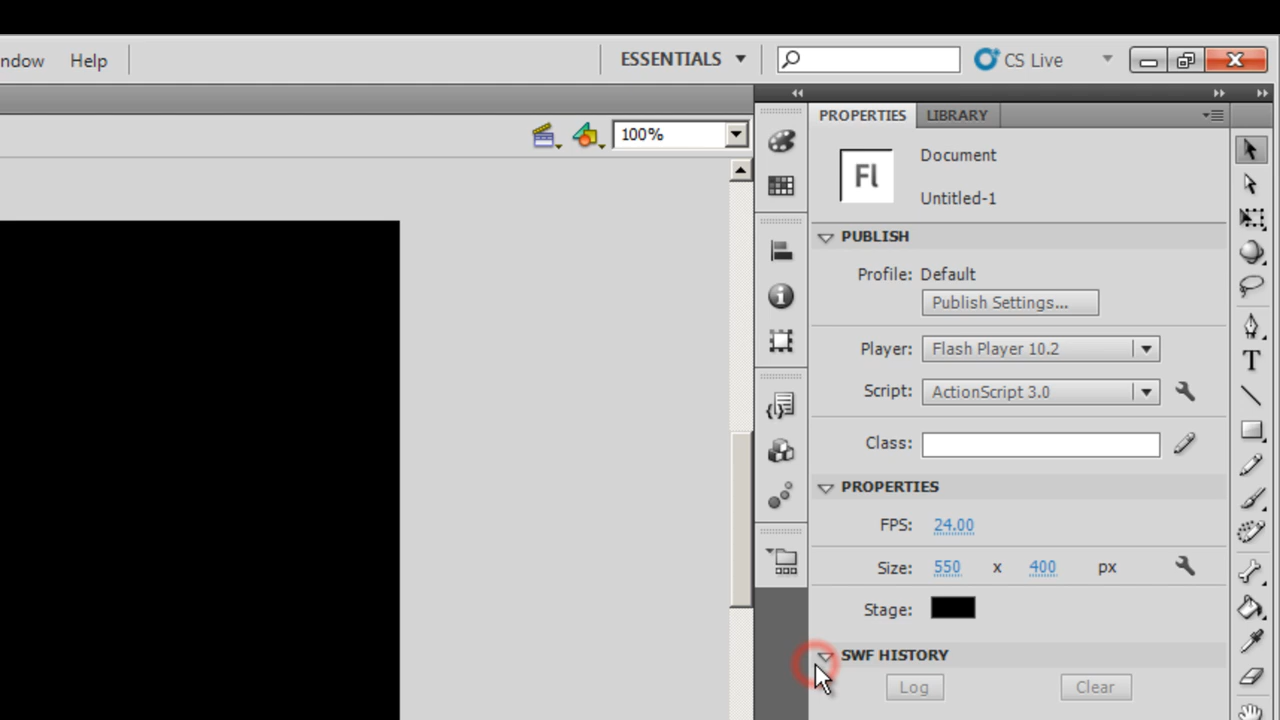 ndow Help ESSENTIALS CS Live
100%
PROPERTIES LIBRARY
Fl
Document
Untitled-1
PUBLISH
Profile: Default
Publish Settings...
Player: Flash Player 10.2
Script: ActionScript 3.0
Class:
PROPERTIES
FPS: 24.00
Size: 550 x 400 px
Stage:
SWF HISTORY
Log Clear